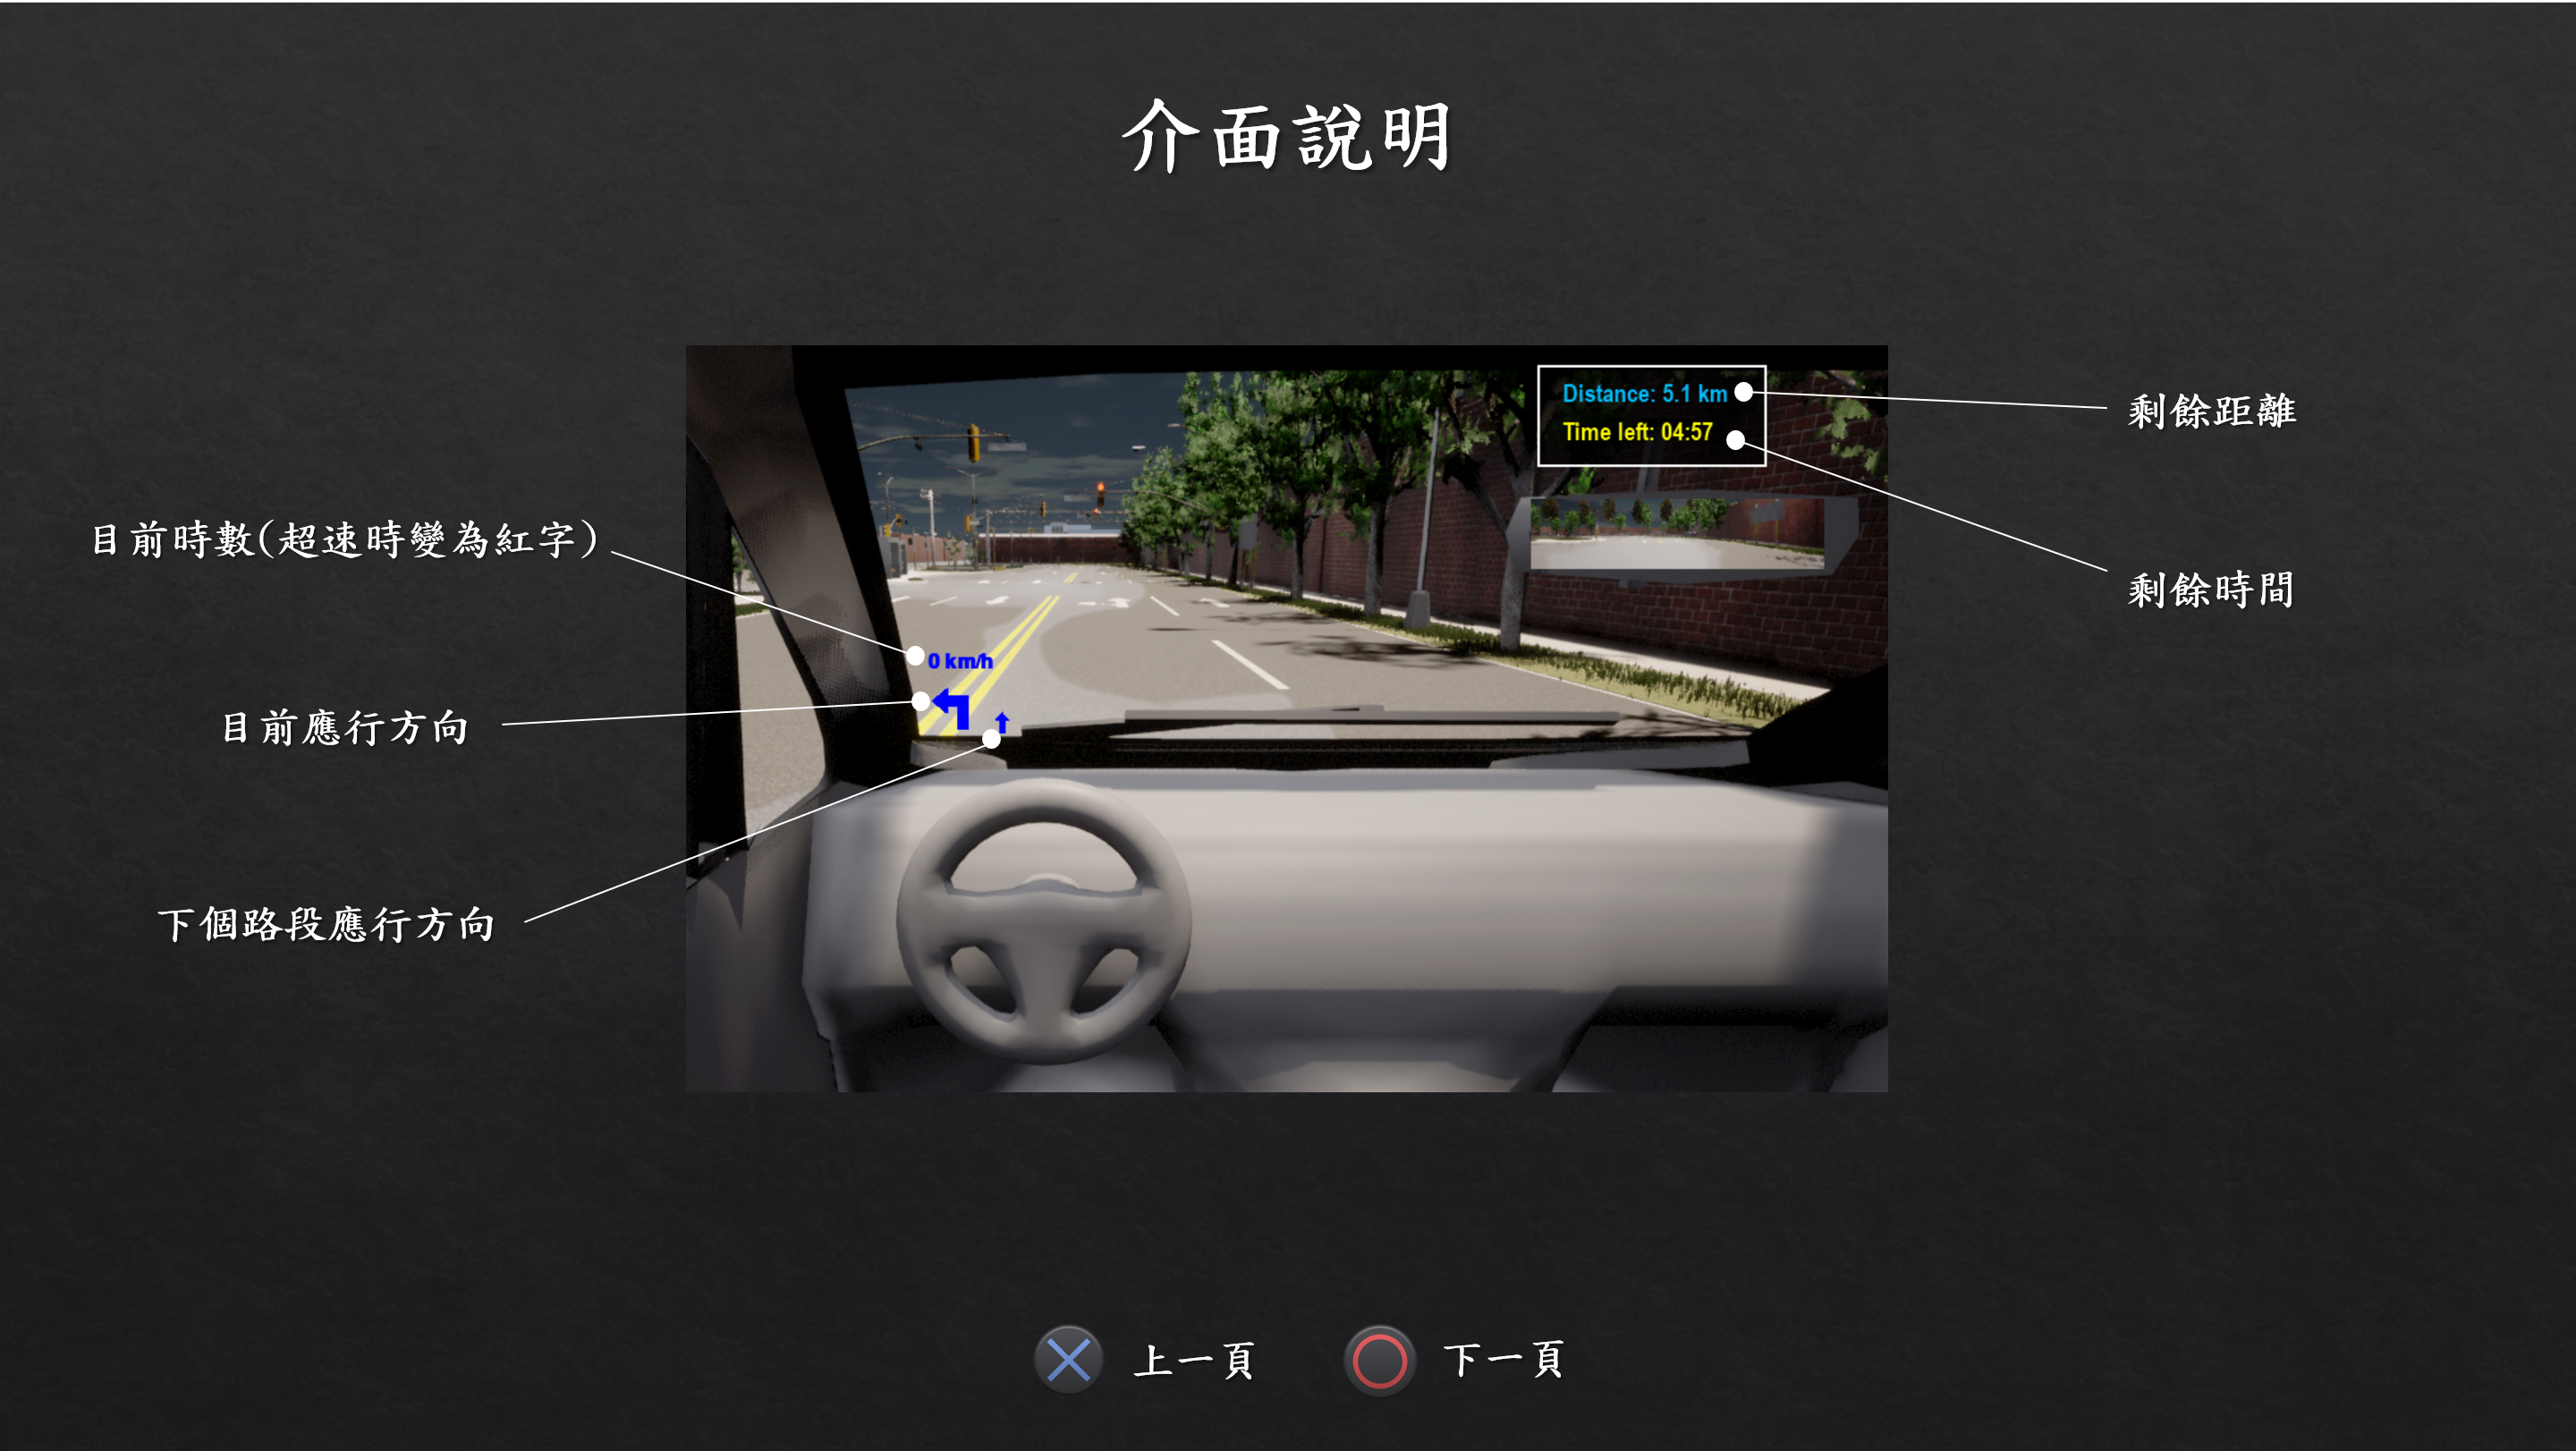 介面說明
Distance: 5.1 km
Time left: 04:57
剩餘距離
剩餘時間
目前時數(超速時變為紅字)
0 km/h
目前應行方向
下個路段應行方向
上一頁
下一頁